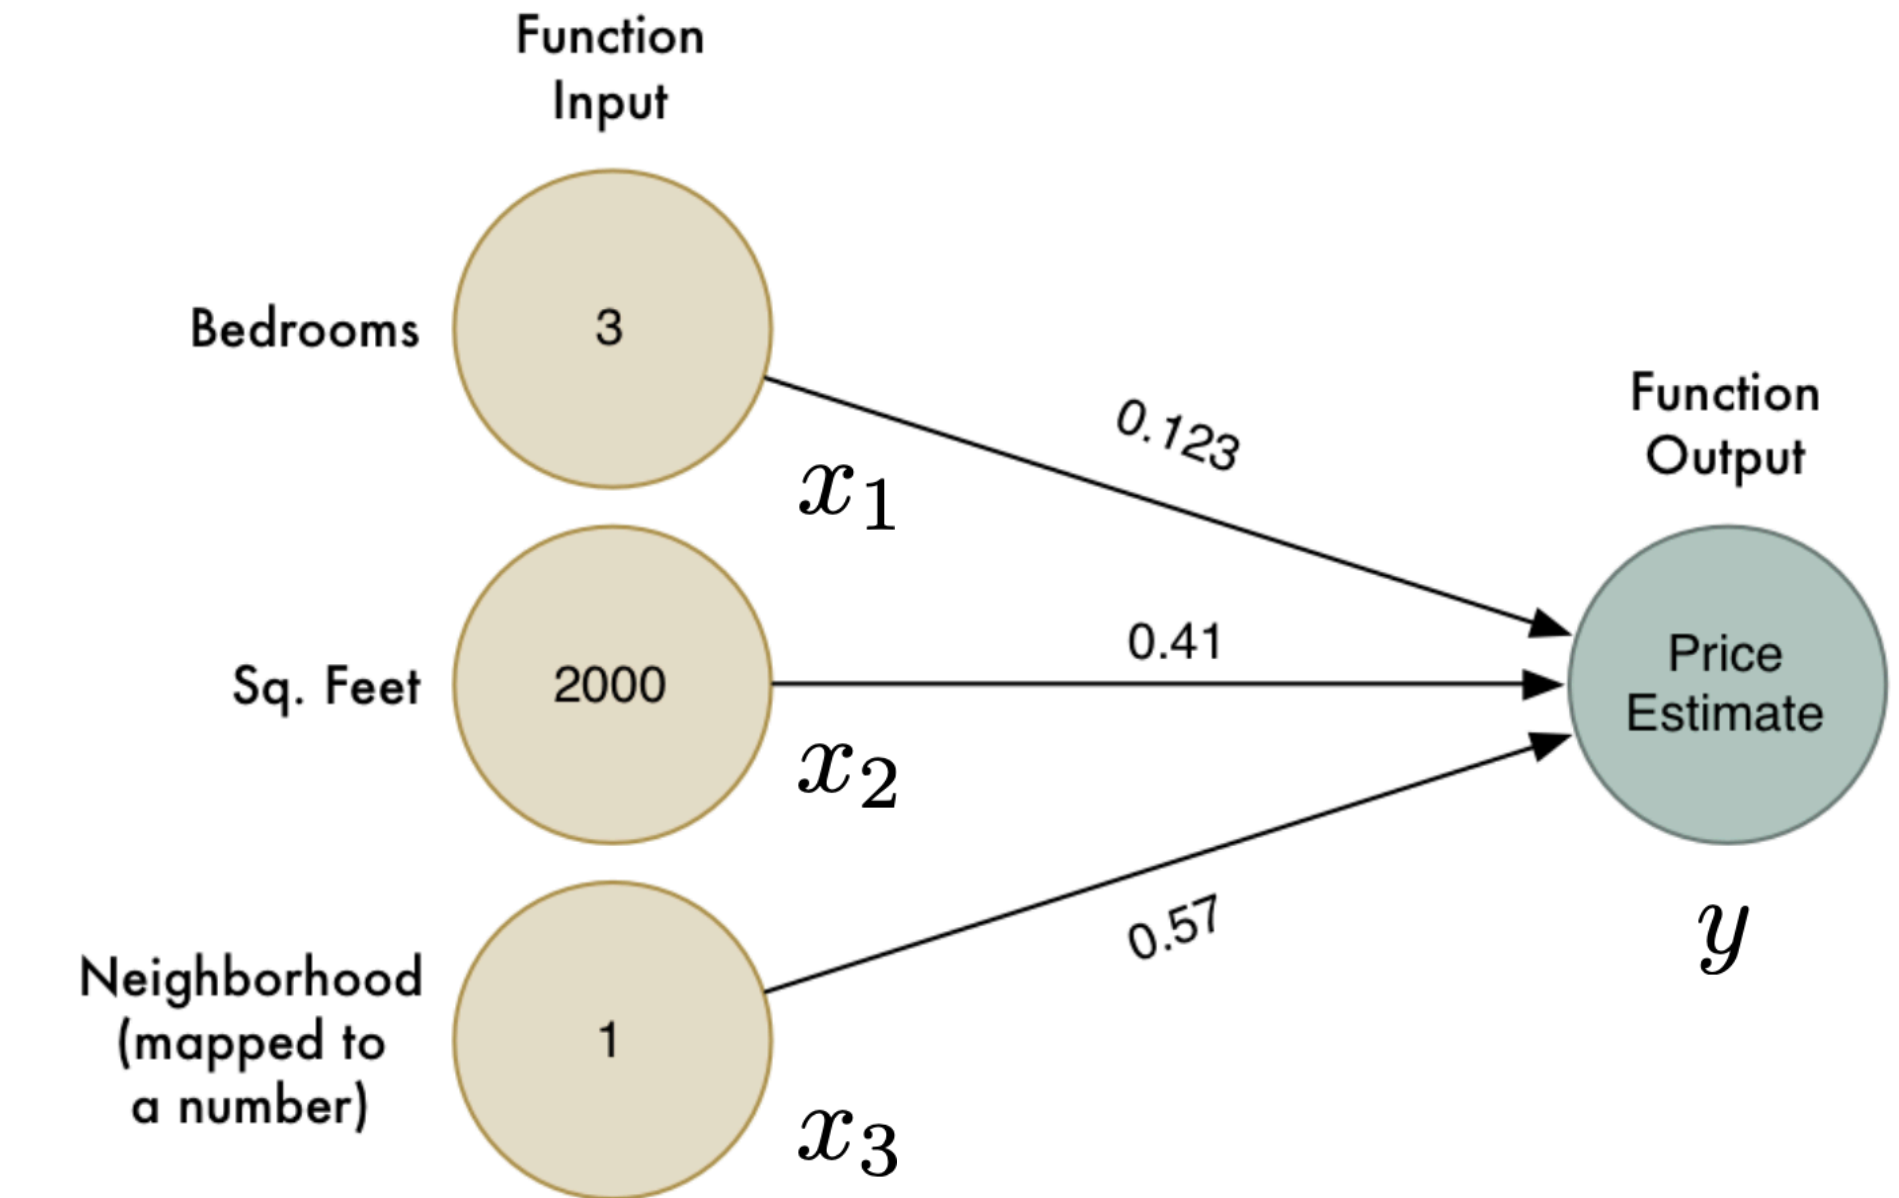 Function
Input
Bedrooms
3
x1
0.123
Sq. Feet
2000
x2
0.41
Neighborhood
(mapped to
a number)
1
x3
0.57
Function
Output
Price
Estimate
y